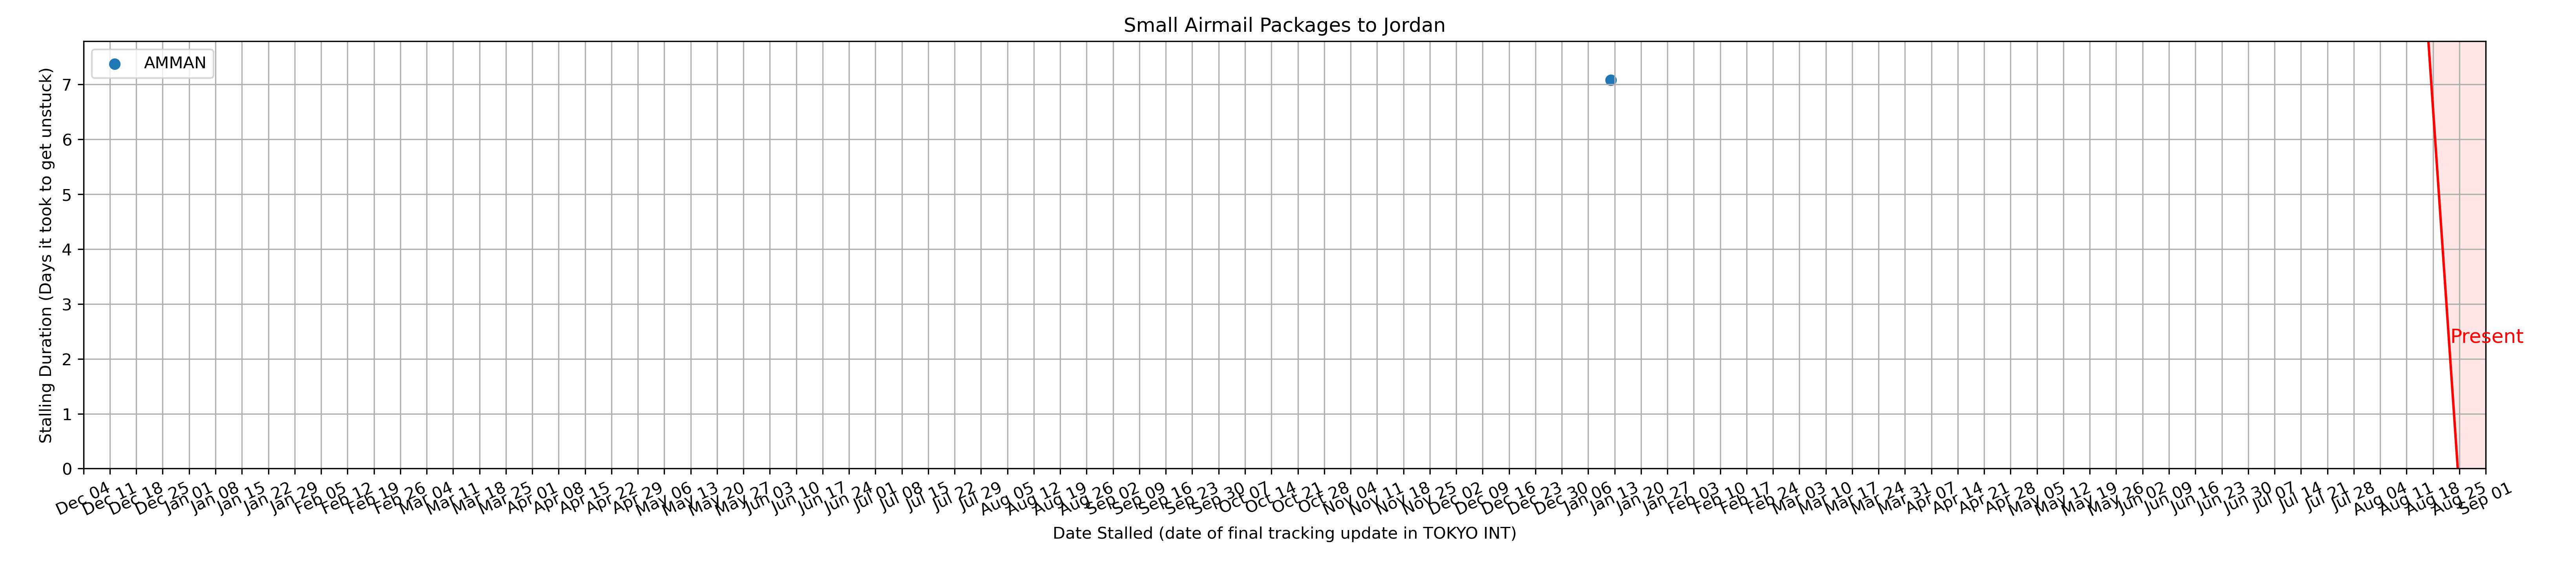 Small Airmail Packages to Jordan
AMMAN
Stalling Duration (Days it took to get unstuck)
7
6
5
4
3
2
1
0
Present
Dec 04
Dec 11
Dec 18
Dec 25
Jan 01
Jan 08
Jan 15
Jan 22
Jan 29
Feb 05
Feb 12
Feb 19
Feb 26
Mar 04
Mar 11
Mar 18
Mar 25
Apr 01
Apr 08
Apr 15
Apr 22
Apr 29
May 06
May 13
May 20
May 27
Jun 03
Jun 10
Jun 17
Jun 24
Jul 01
Jul 08
Jul 15
Jul 22
Jul 29
Aug 05
Aug 12
Aug 19
Aug 26
Sep 02
Sep 09
Sep 16
Sep 23
Sep 30
Oct 07
Oct 14
Oct 21
Oct 28
Nov 04
Nov 11
Nov 18
Nov 25
Dec 02
Dec 09
Dec 16
Dec 23
Dec 30
Jan 06
Jan 13
Jan 20
Jan 27
Feb 03
Feb 10
Feb 17
Feb 24
Mar 03
Mar 10
Mar 17
Mar 24
Mar 31
Apr 07
Apr 14
Apr 21
Apr 28
May 05
May 12
May 19
May 26
Jun 02
Jun 09
Jun 16
Jun 23
Jun 30
Jul 07
Jul 14
Jul 21
Jul 28
Aug 04
Aug 11
Aug 18
Aug 25
Sep 01
Date Stalled (date of final tracking update in TOKYO INT)